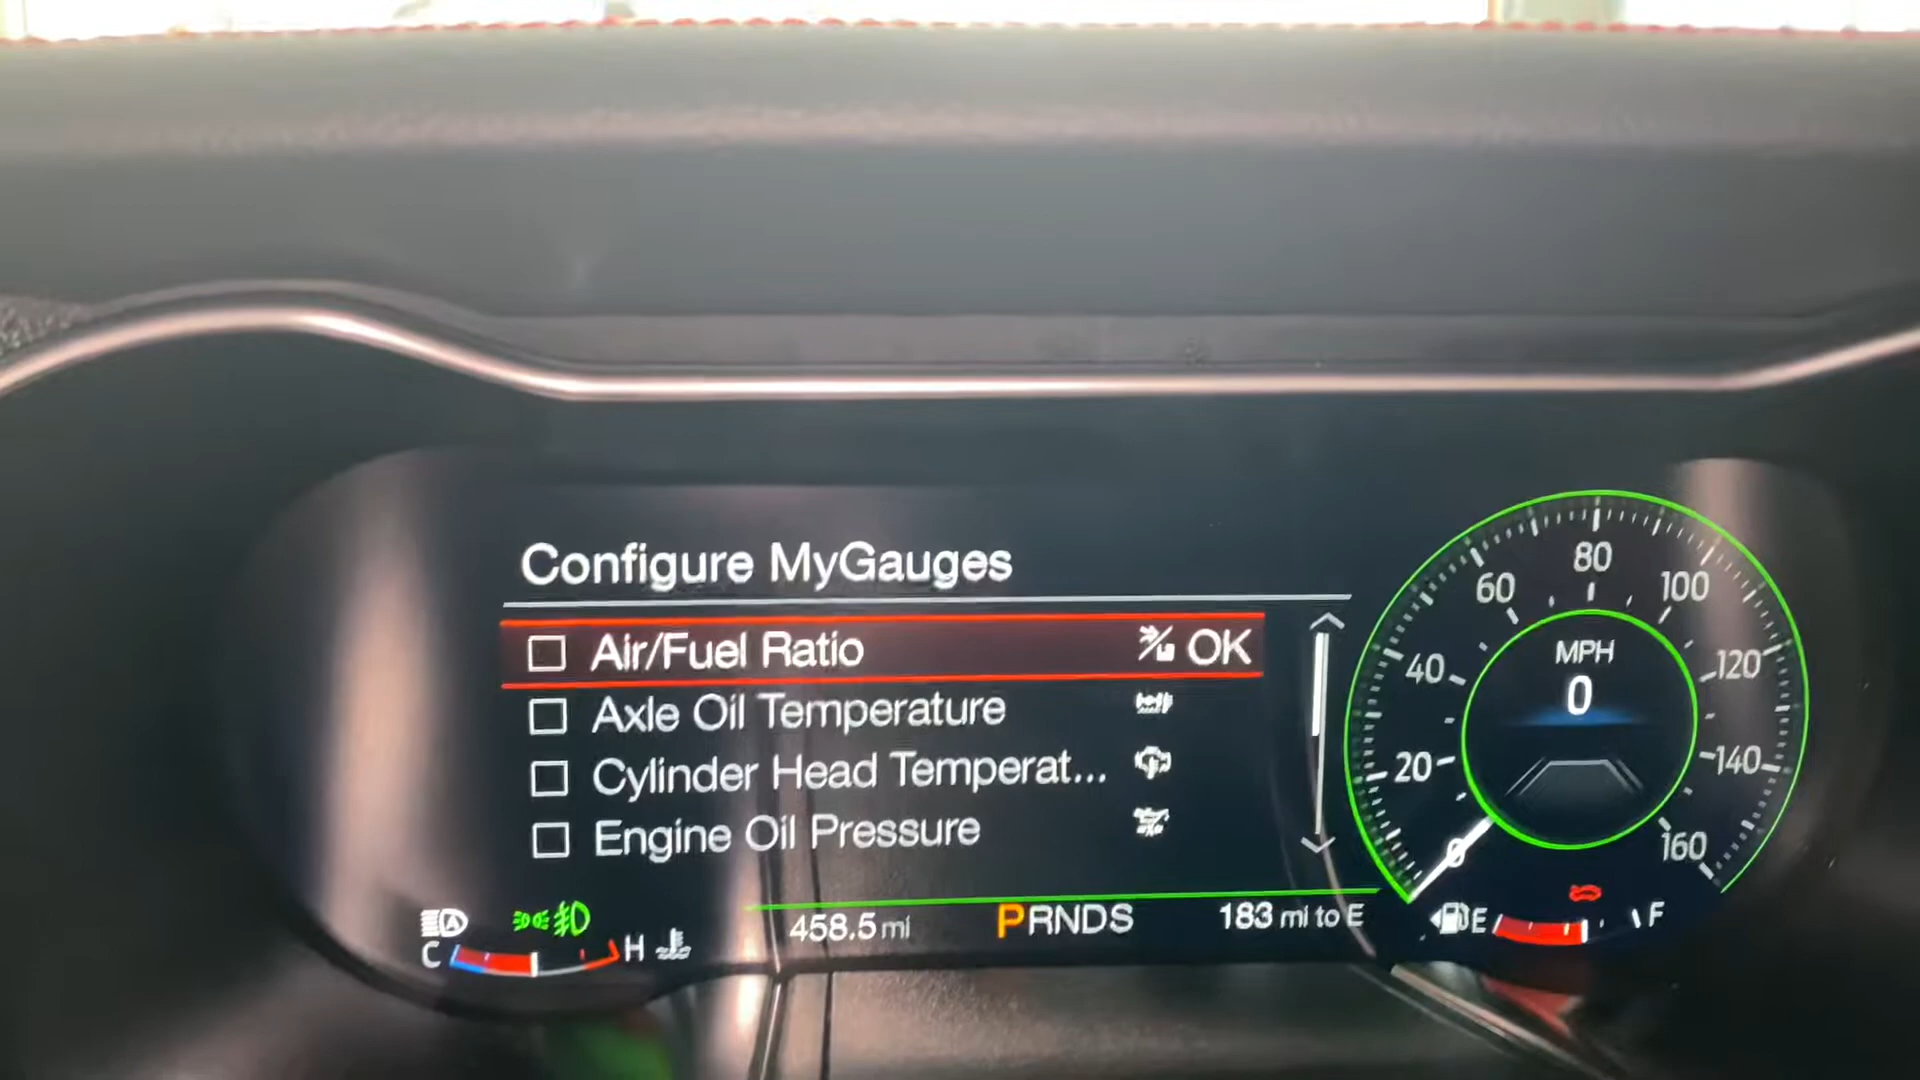 Configure MyGauges
Air/Fuel Ratio OK
Axle Oil Temperature
Cylinder Head Temperat...
Engine Oil Pressure
MPH
0
0
20
40
60
80
100
120
140
160
A
C H
458.5 mi
PRNDS
183 mi to E
E F